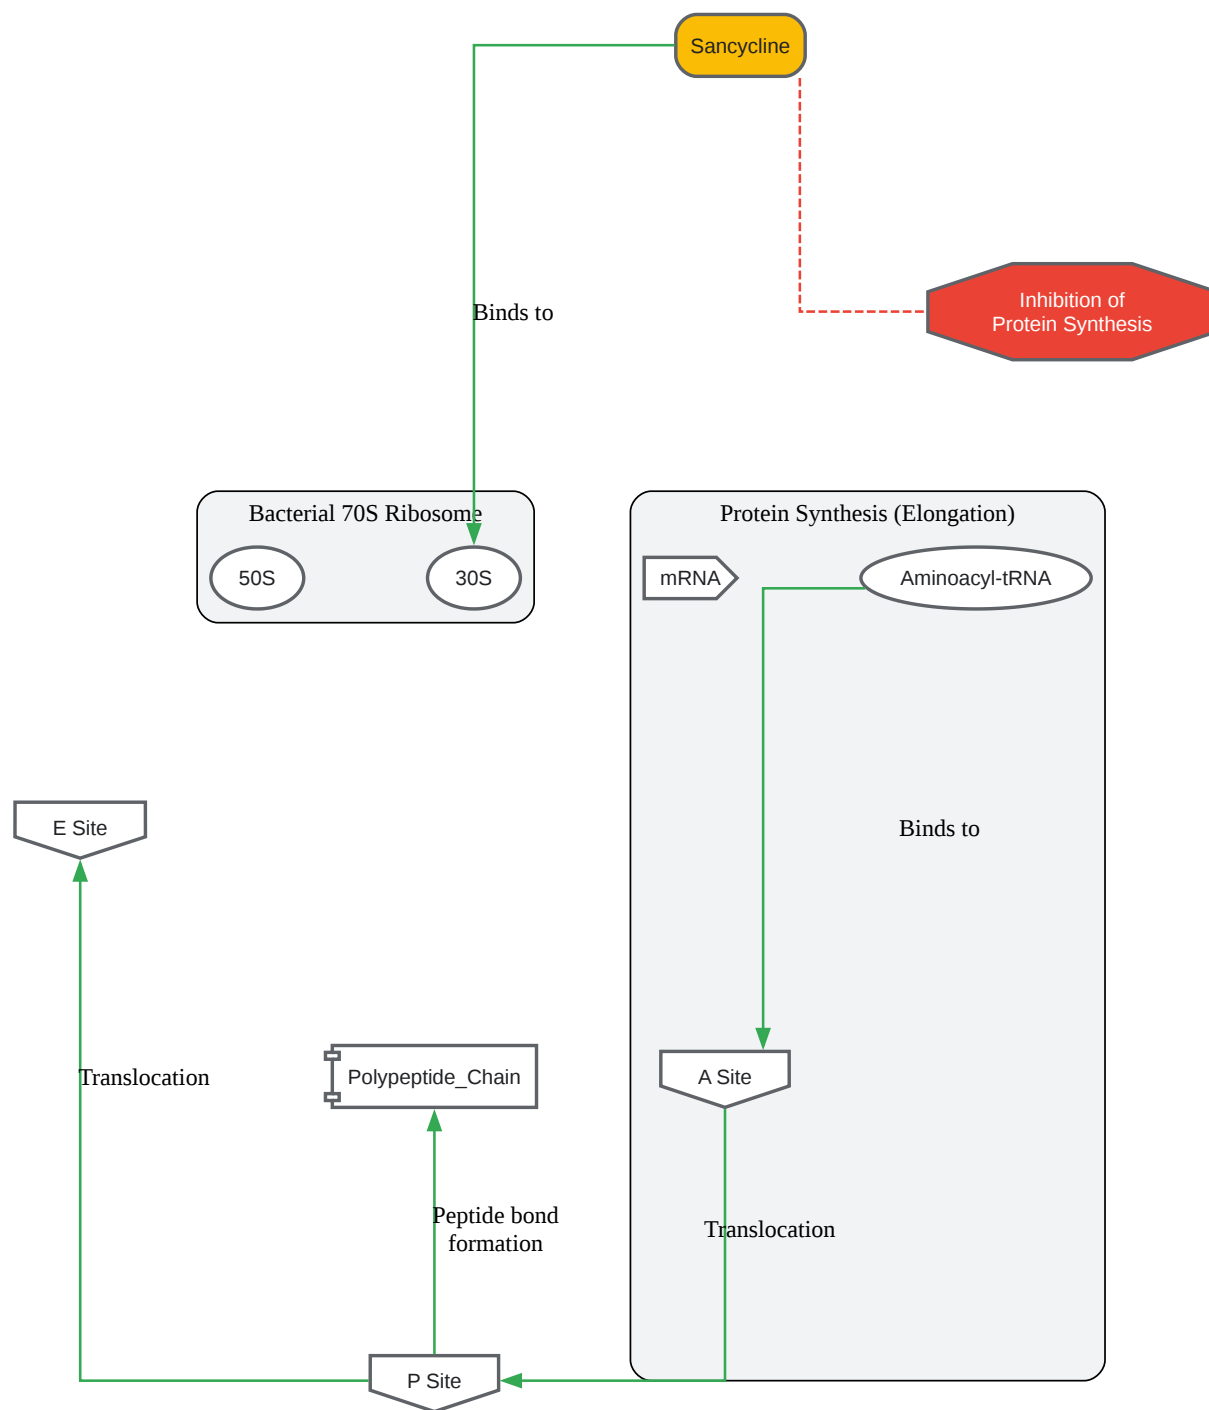 Sancycline
Inhibition of
Protein Synthesis
Binds to
Bacterial 70S Ribosome
50S
30S
Protein Synthesis (Elongation)
mRNA
Aminoacyl-tRNA
E Site
Binds to
Translocation
Polypeptide_Chain
A Site
Peptide bond
formation
Translocation
P Site